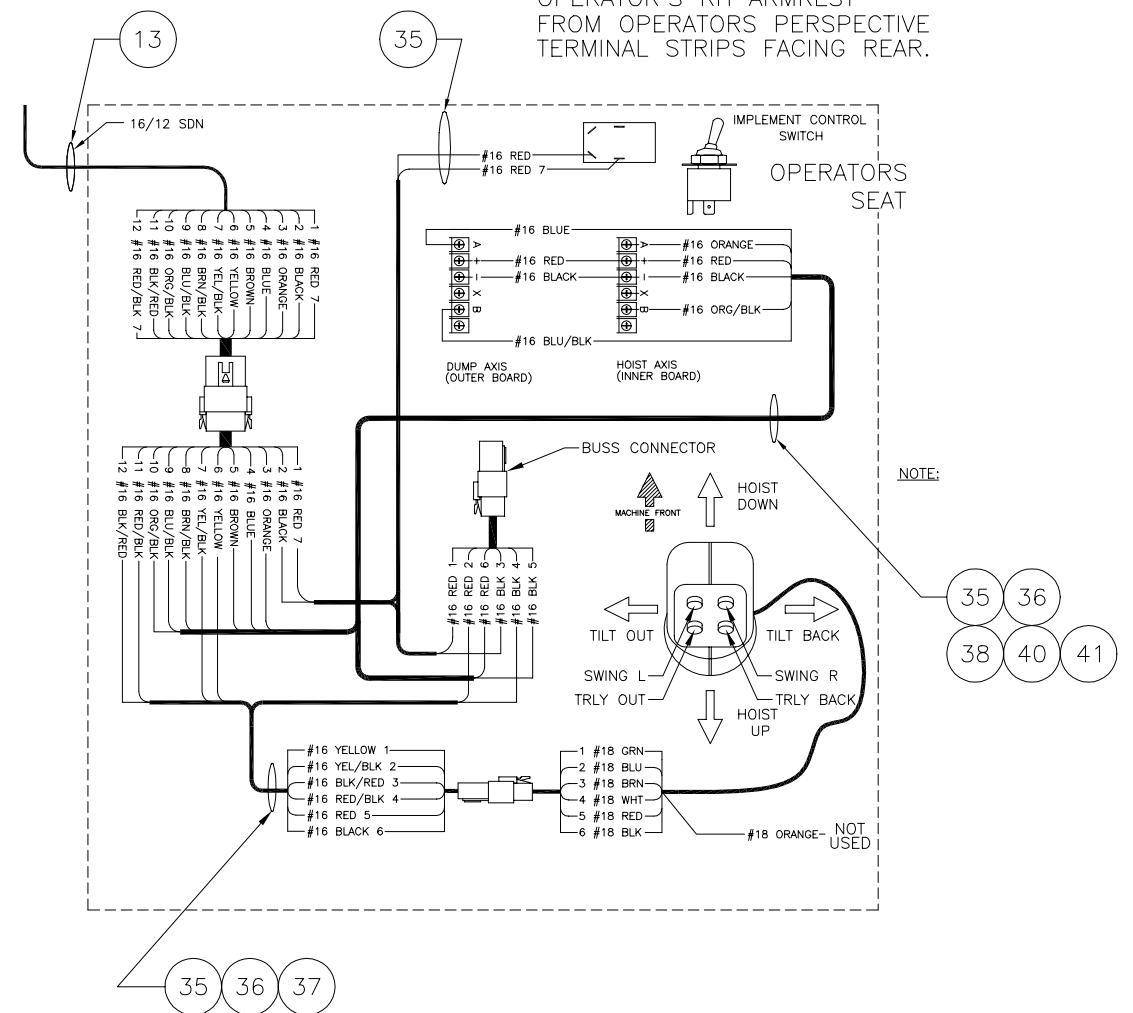 OPERATOR'S RH ARMREST
FROM OPERATORS PERSPECTIVE
TERMINAL STRIPS FACING REAR.
13
35
16/12 SDN
IMPLEMENT CONTROL
SWITCH
#16 RED
#16 RED 7
OPERATORS
SEAT
1 #16 RED 7
2 #16 BLACK
3 #16 ORANGE
4 #16 BLUE
5 #16 BROWN
6 #16 YELLOW
7 #16 YEL/BLK
8 #16 BRN/BLK
9 #16 BLU/BLK
10 #16 ORG/BLK
11 #16 BLK/RED
12 #16 RED/BLK 7
#16 BLUE
A
A
#16 ORANGE
+
#16 RED
+
#16 RED
-
#16 BLACK
-
#16 BLACK
X
X
B
B
#16 ORG/BLK
#16 BLU/BLK
DUMP AXIS
(OUTER BOARD)
HOIST AXIS
(INNER BOARD)
BUSS CONNECTOR
1 #16 RED 7
2 #16 BLACK
3 #16 ORANGE
4 #16 BLUE
5 #16 BROWN
6 #16 YELLOW
7 #16 YEL/BLK
8 #16 BRN/BLK
9 #16 BLU/BLK
10 #16 ORG/BLK
11 #16 RED/BLK
12 #16 BLK/RED
#16 RED 1
#16 RED 2
#16 RED 6
#16 BLK 3
#16 BLK 4
#16 BLK 5
NOTE:
MACHINE FRONT
HOIST
DOWN
TILT OUT
TILT BACK
SWING L
SWING R
TRLY OUT
TRLY BACK
HOIST
UP
35
36
38
40
41
#16 YELLOW 1
#16 YEL/BLK 2
#16 BLK/RED 3
#16 RED/BLK 4
#16 RED 5
#16 BLACK 6
1 #18 GRN
2 #18 BLU
3 #18 BRN
4 #18 WHT
5 #18 RED
6 #18 BLK
#18 ORANGE
NOT
USED
35
36
37